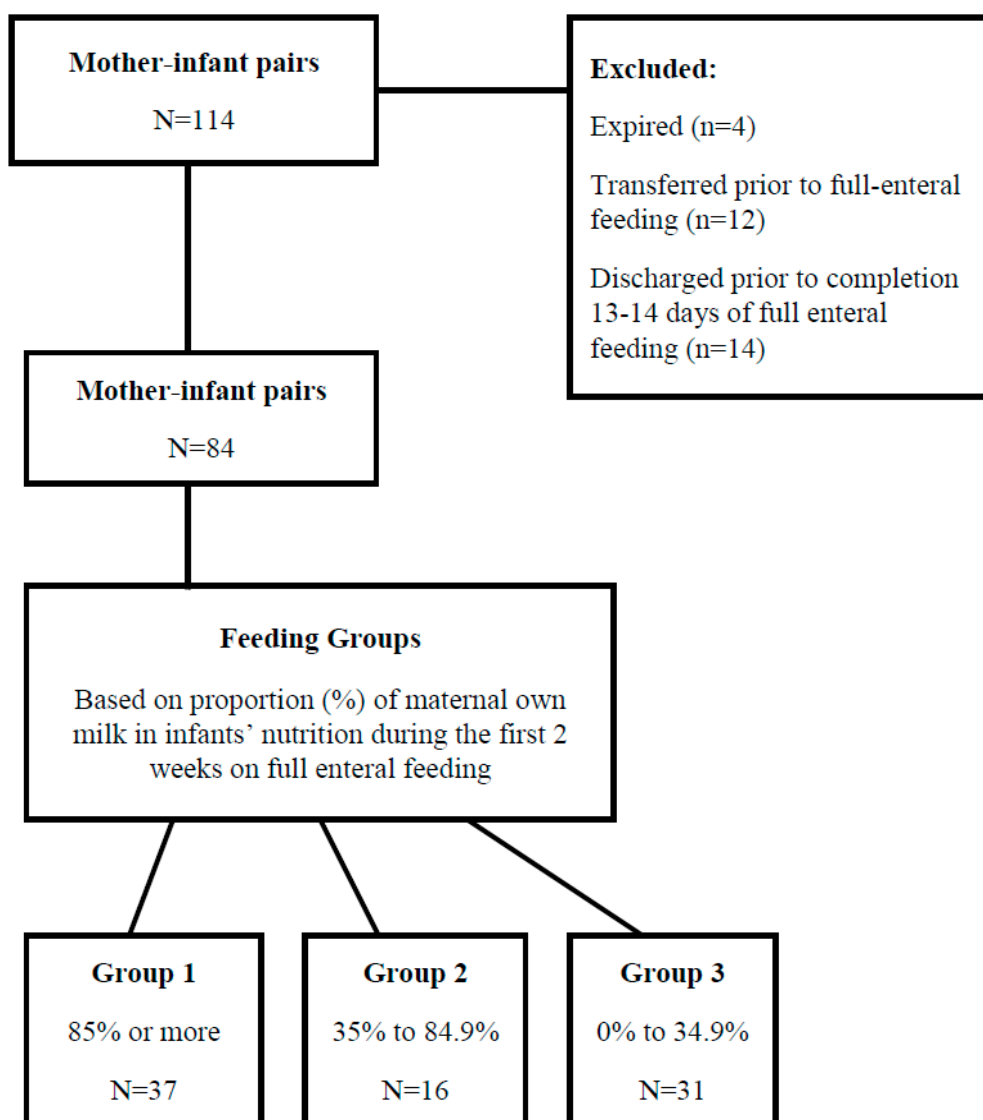 Mother-infant pairs
N=114
Excluded:
Expired (n=4)
Transferred prior to full-enteral
feeding (n=12)
Discharged prior to completion
13-14 days of full enteral
feeding (n=14)
Mother-infant pairs
N=84
Feeding Groups
Based on proportion (%) of maternal own
milk in infants’ nutrition during the first 2
weeks on full enteral feeding
Group 1
85% or more
N=37
Group 2
35% to 84.9%
N=16
Group 3
0% to 34.9%
N=31